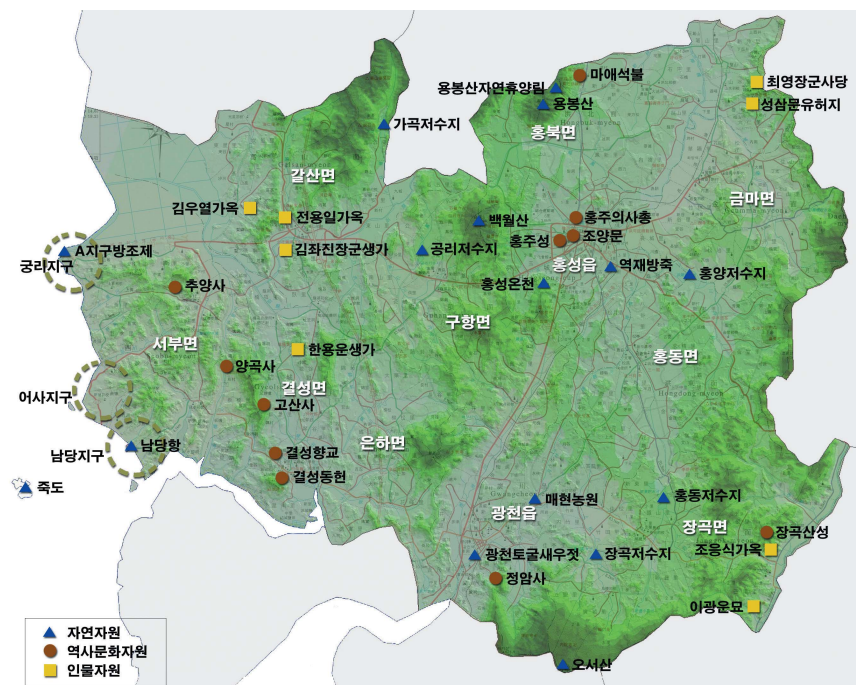 마애석불
최영장군사당
용봉산자연휴양림
용봉산
성삼문유허지
가곡저수지
홍북면
갈산면
금마면
김우열가옥
전용일가옥
백월산
홍주의사총
홍주성
조양문
A지구방조제
김좌진장군생가
공리저수지
궁리지구
홍성읍
역재방죽
홍양저수지
추양사
홍성온천
구항면
서부면
한용운생가
홍동면
양곡사
결성면
어사지구
고산사
은하면
남당항
남당지구
결성향교
결성동헌
죽도
매현농원
홍동저수지
광천읍
장곡면
장곡산성
조응식가옥
광천토굴새우젓
장곡저수지
정암사
이광운묘
오서산
자연자원
역사문화자원
인물자원